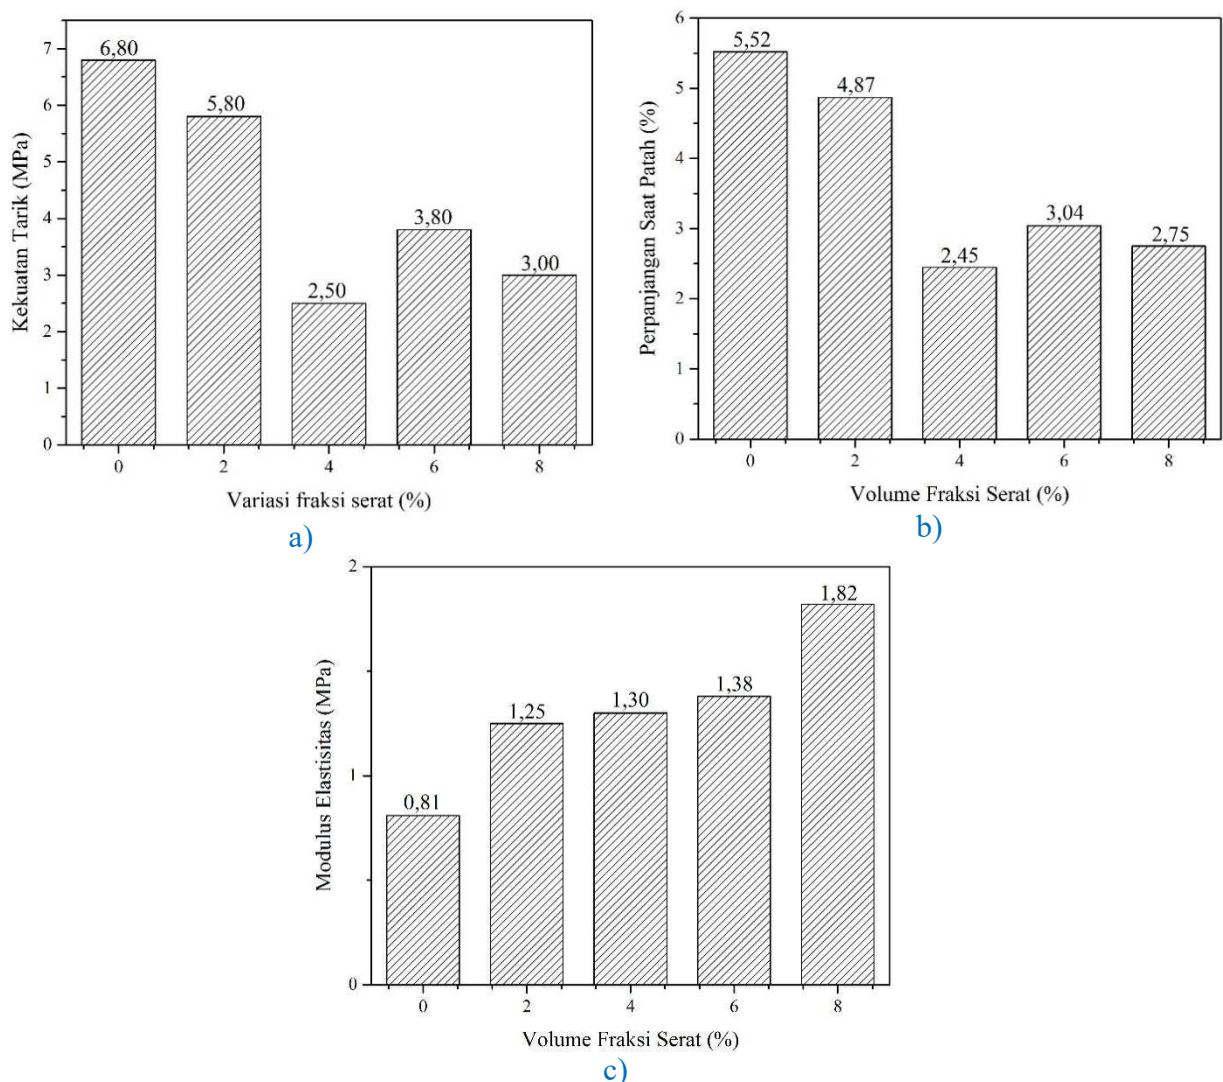 Kekuatan Tarik (MPa)
7
6
5
4
3
2
1
0
6,80
5,80
2,50
3,80
3,00
0 2 4 6 8
Variasi fraksi serat (%)
a)
Perpanjangan Saat Patah (%)
6
5
4
3
2
1
0
5,52
4,87
2,45
3,04
2,75
0 2 4 6 8
Volume Fraksi Serat (%)
b)
Modulus Elastisitas (MPa)
2
1
0
0,81
1,25
1,30
1,38
1,82
0 2 4 6 8
Volume Fraksi Serat (%)
c)